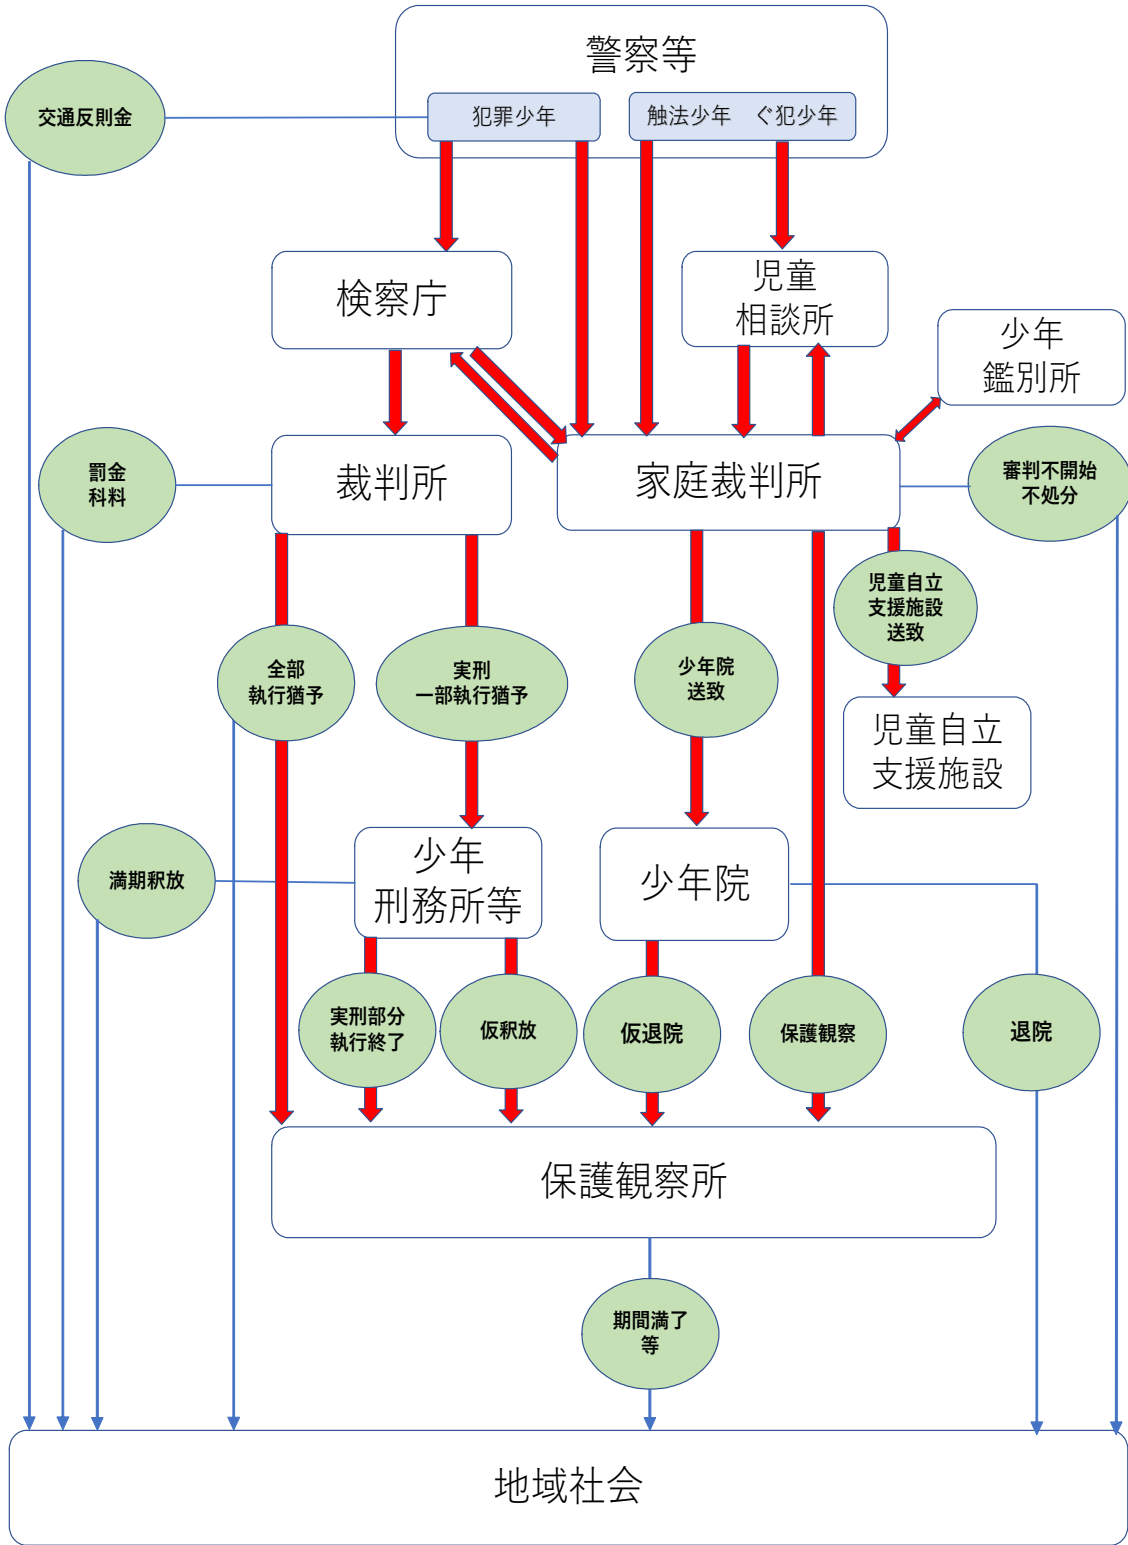 警察等
交通反則金
犯罪少年
触法少年　ぐ犯少年
検察庁
児童
相談所
少年
鑑別所
罰金
科料
裁判所
家庭裁判所
審判不開始
不処分
児童自立
支援施設
送致
全部
執行猶予
実刑
一部執行猶予
少年院
送致
児童自立
支援施設
満期釈放
少年
刑務所等
少年院
実刑部分
執行終了
仮釈放
仮退院
保護観察
退院
保護観察所
期間満了
等
地域社会